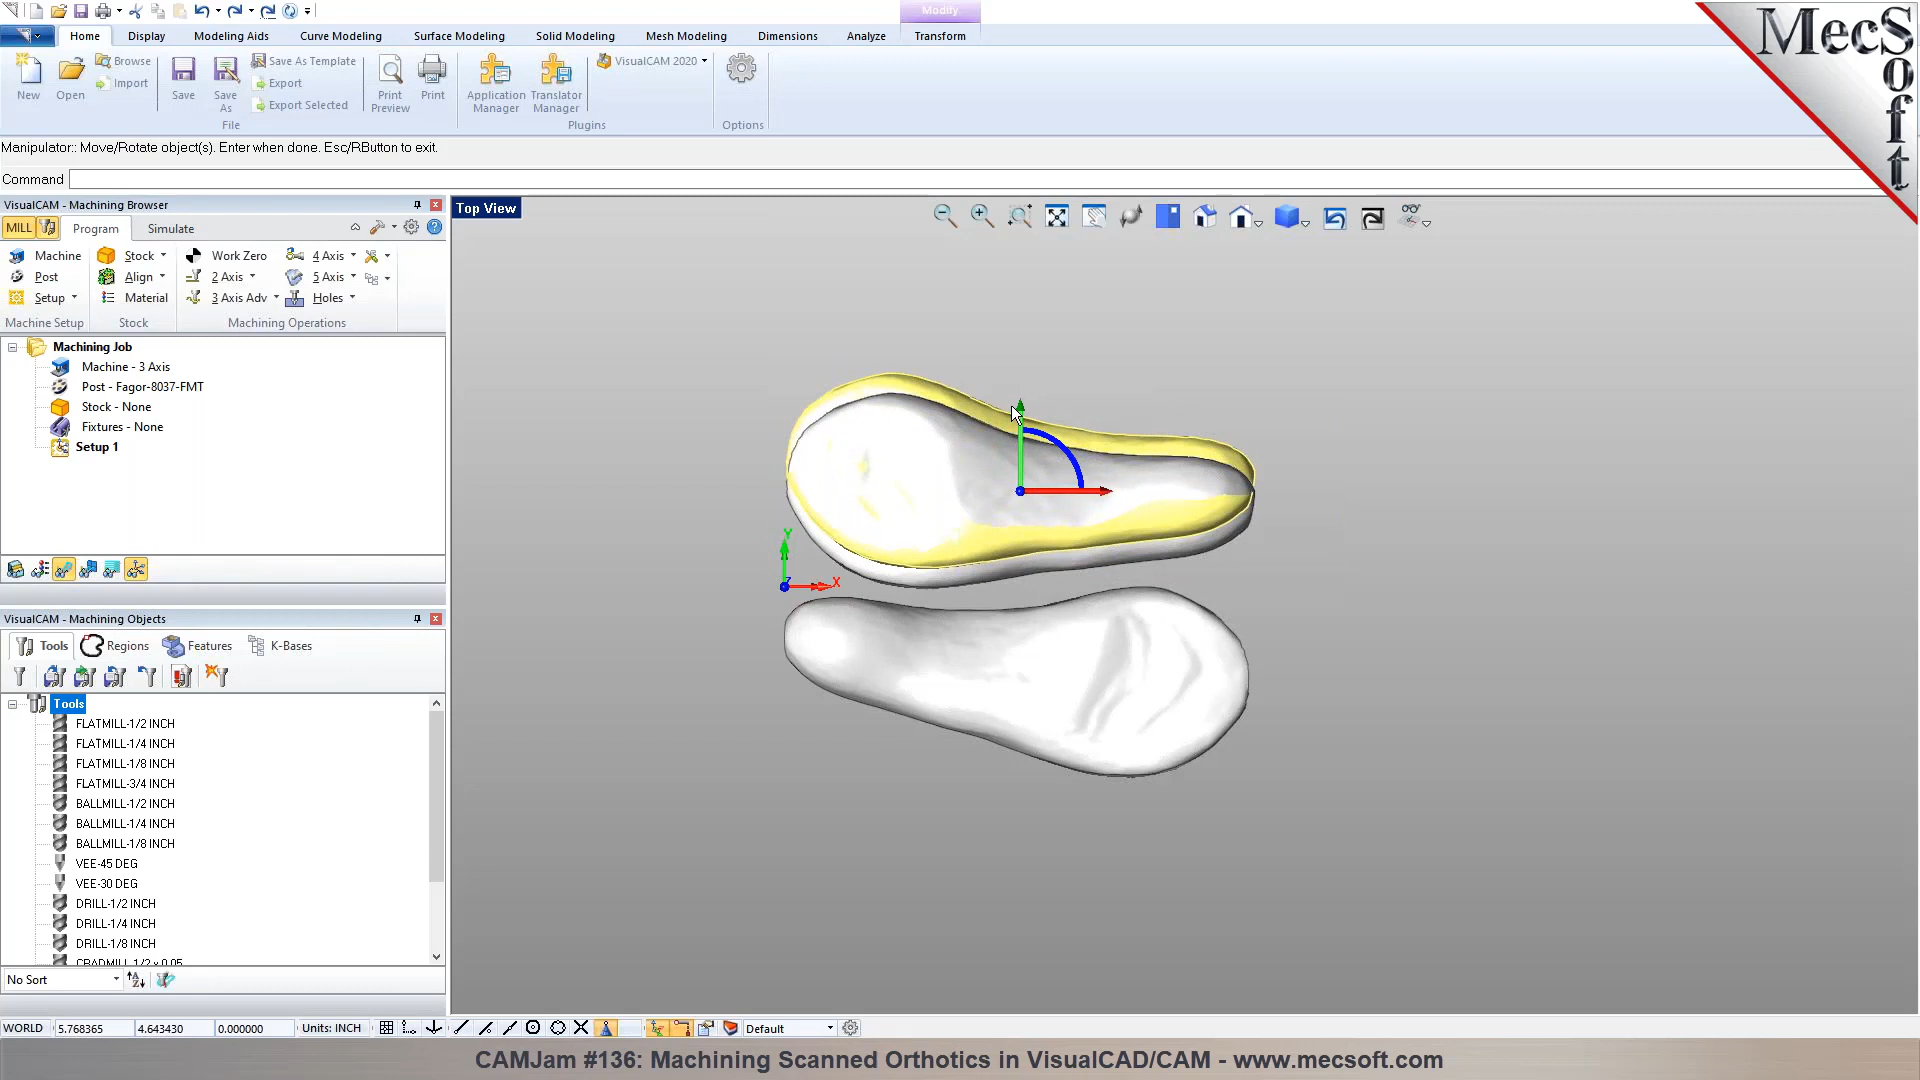 Modify
Home Display Modeling Aids Curve Modeling Surface Modeling Solid Modeling Mesh Modeling Dimensions Analyze Transform
New Open Browse Import Save Save As Save As Template Export Export Selected Print Preview Print Application Manager Translator Manager VisualCAM 2020
File Plugins Options
MecSoft
Manipulator:: Move/Rotate object(s). Enter when done. Esc/RButton to exit.
Command
VisualCAM - Machining Browser
MILL Program Simulate
Machine Stock Work Zero 4 Axis
Post Align 2 Axis 5 Axis
Setup Material 3 Axis Adv Holes
Machine Setup Stock Machining Operations
Machining Job
Machine - 3 Axis
Post - Fagor-8037-FMT
Stock - None
Fixtures - None
Setup 1
Top View
Y
Z
X
VisualCAM - Machining Objects
Tools Regions Features K-Bases
Tools
FLATMILL-1/2 INCH
FLATMILL-1/4 INCH
FLATMILL-1/8 INCH
FLATMILL-3/4 INCH
BALLMILL-1/2 INCH
BALLMILL-1/4 INCH
BALLMILL-1/8 INCH
VEE-45 DEG
VEE-30 DEG
DRILL-1/2 INCH
DRILL-1/4 INCH
DRILL-1/8 INCH
No Sort
WORLD 5.768365 4.643430 0.000000 Units: INCH Default
CAMJam #136: Machining Scanned Orthotics in VisualCAD/CAM - www.mecsoft.com